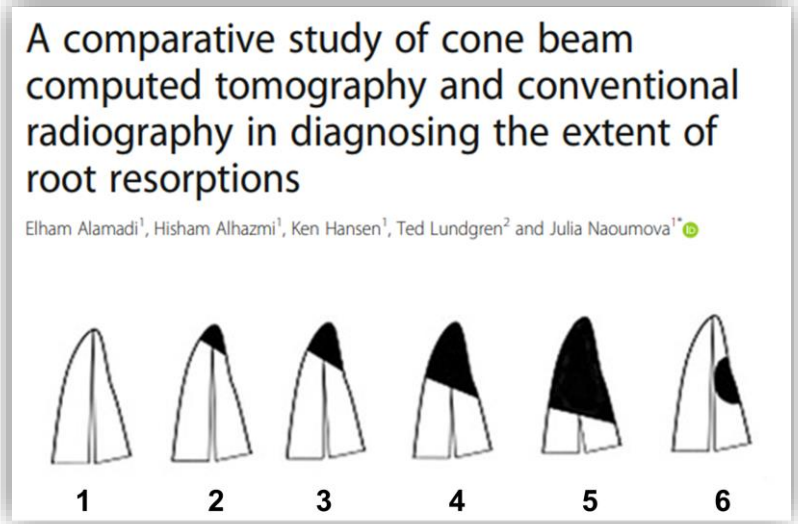 A comparative study of cone beam
computed tomography and conventional
radiography in diagnosing the extent of
root resorptions
Elham Alamadi¹, Hisham Alhazmi¹, Ken Hansen¹, Ted Lundgren² and Julia Naoumova¹* iD
1 2 3 4 5 6